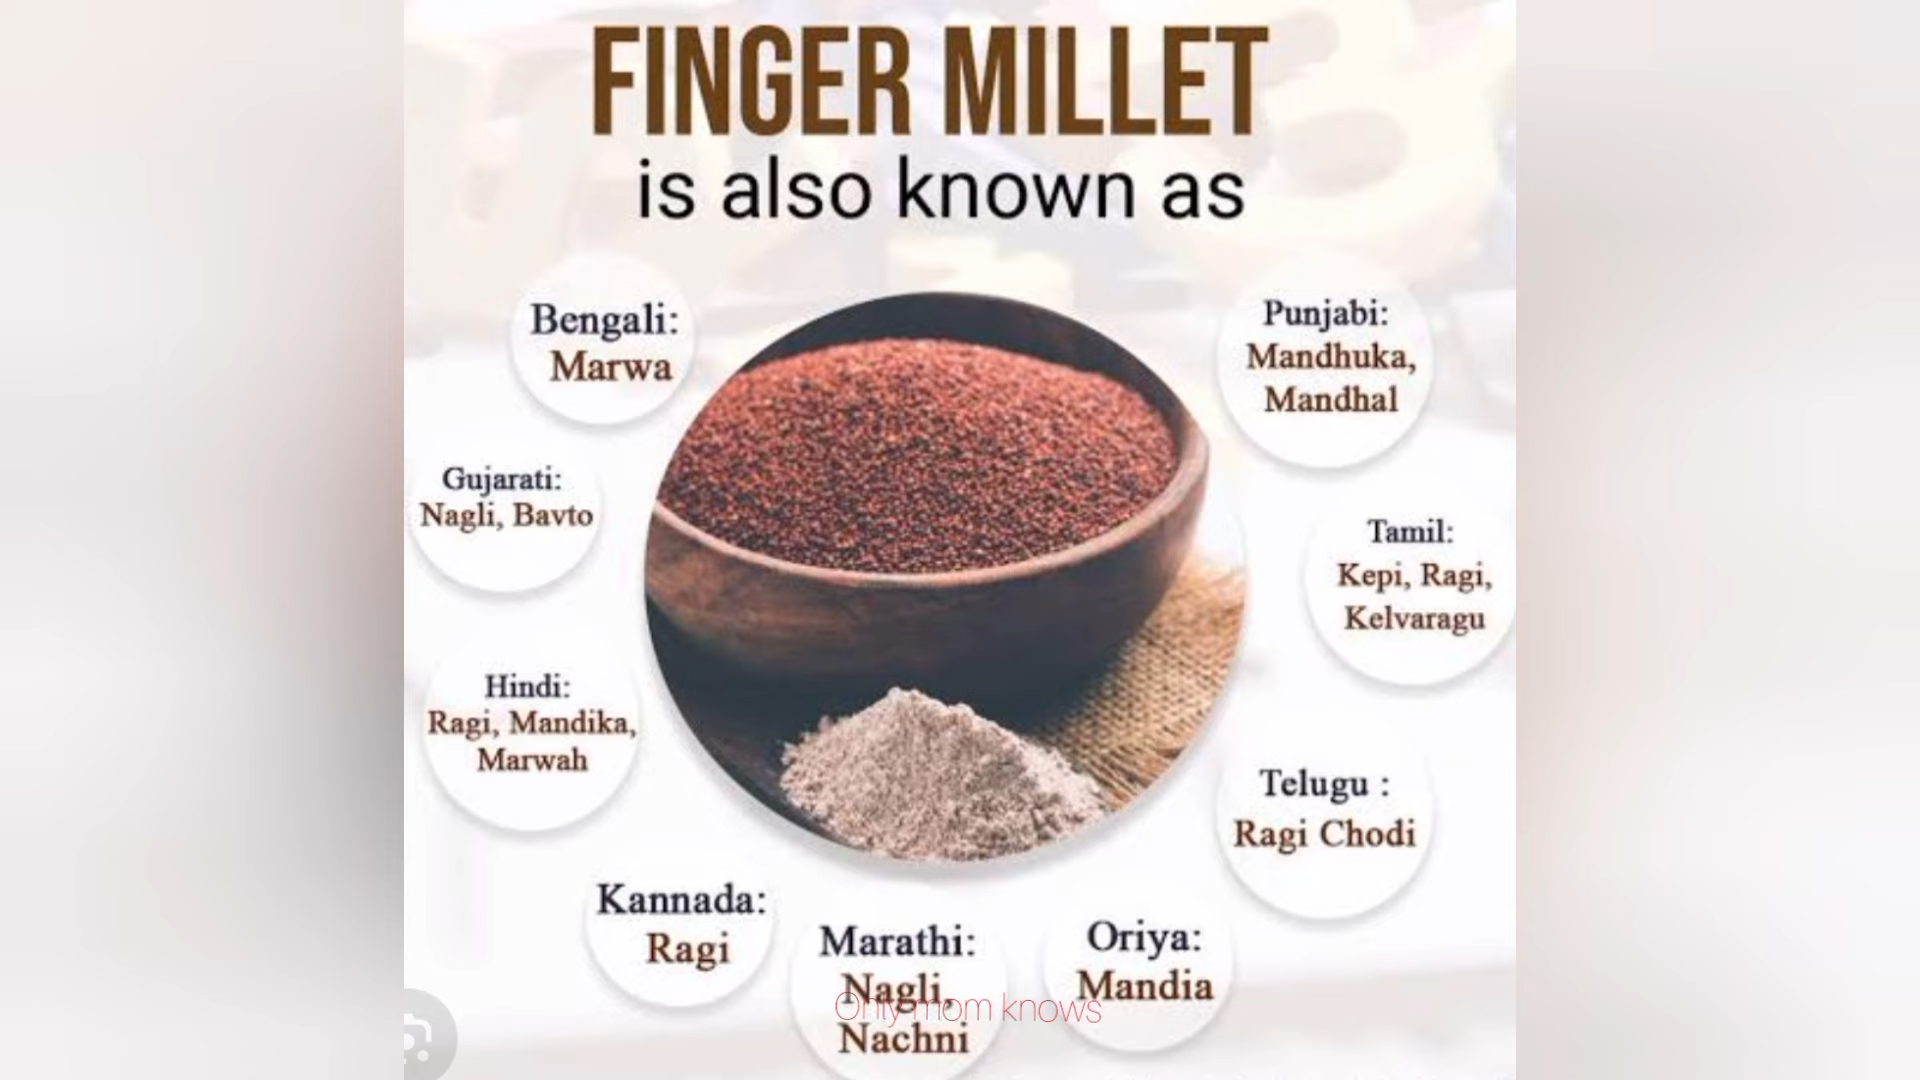 FINGER MILLET
is also known as
Bengali:
Marwa
Punjabi:
Mandhuka,
Mandhal
Gujarati:
Nagli, Bavto
Tamil:
Kepi, Ragi,
Kelvaragu
Hindi:
Ragi, Mandika,
Marwah
Telugu :
Ragi Chodi
Kannada:
Ragi
Marathi:
Nagli,
Nachni
Oriya:
Mandia
Only mom knows